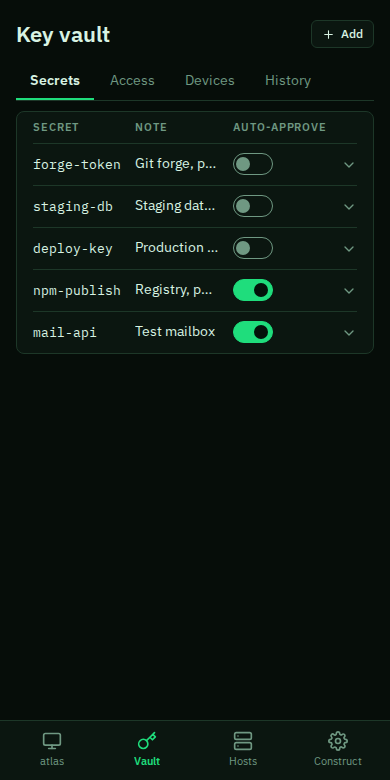 Key vault
Add
Secrets Access Devices History
SECRET NOTE AUTO-APPROVE
forge-token Git forge, p...
staging-db Staging dat...
deploy-key Production ...
npm-publish Registry, p...
mail-api Test mailbox
atlas Vault Hosts Construct